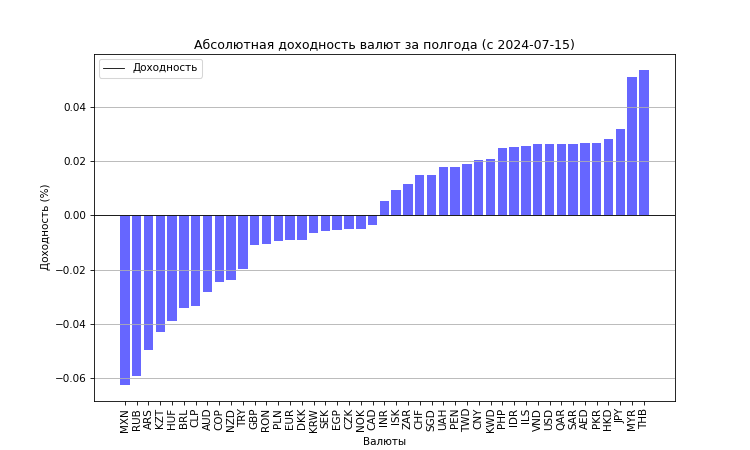 Абсолютная доходность валют за полгода (с 2024-07-15)
Доходность
0.04
0.02
0.00
−0.02
−0.04
−0.06
Доходность (%)
MXN RUB ARS KZT HUF BRL CLP AUD COP NZD TRY GBP RON PLN EUR DKK KRW SEK EGP CZK NOK CAD INR ISK ZAR CHF SGD UAH PEN TWD CNY KWD PHP IDR ILS VND USD QAR SAR AED PKR HKD JPY MYR THB
Валюты